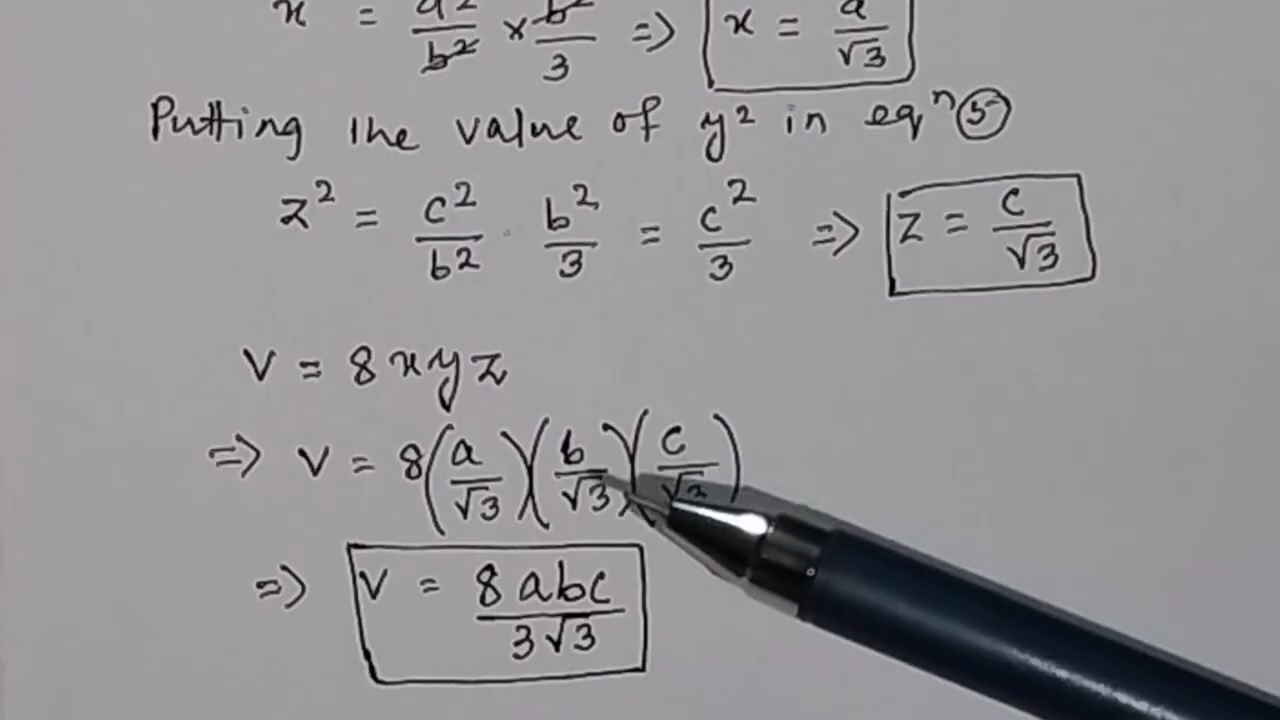 x = a²/b² × b²/3 => x = a/√3
Putting the value of y² in eqⁿ ⑤
z² = c²/b² · b²/3 = c²/3 => z = c/√3
V = 8xyz
=> V = 8(a/√3)(b/√3)(c/√3)
=> V = 8abc/3√3